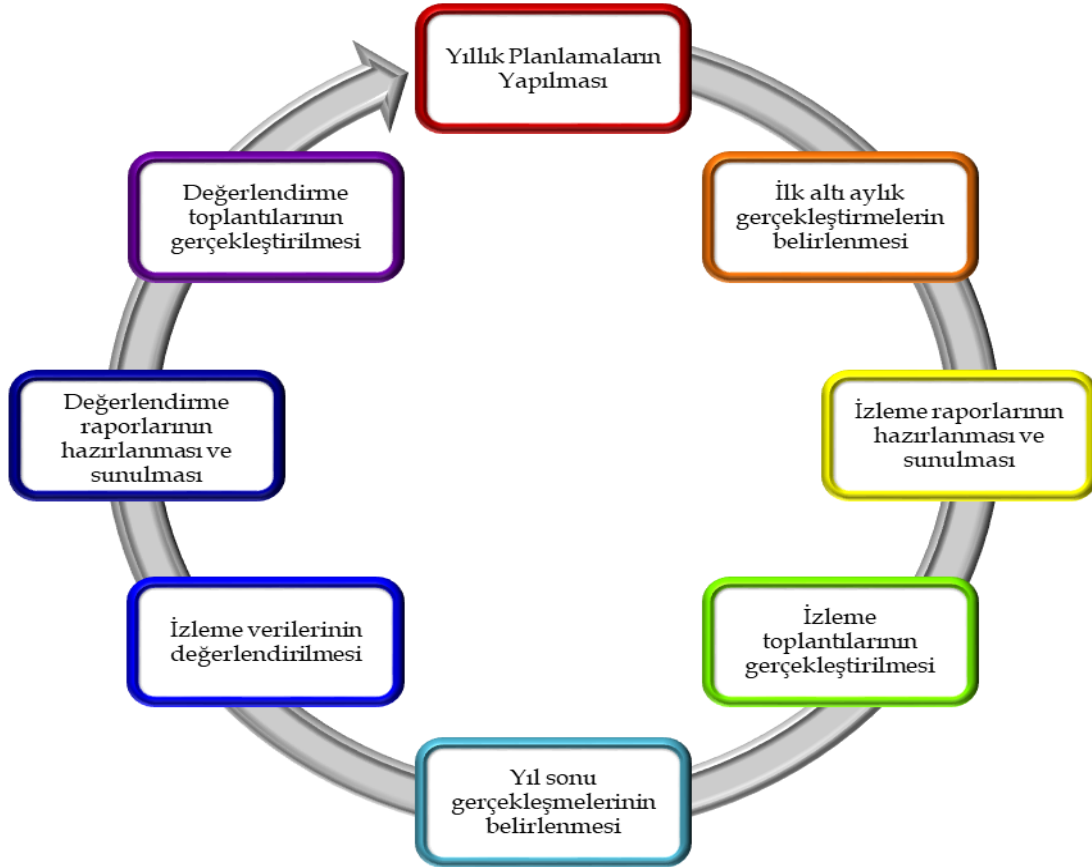 Yıllık Planlamaların
Yapılması
İlk altı aylık
gerçekleştirmelerin
belirlenmesi
İzleme raporlarının
hazırlanması ve
sunulması
İzleme
toplantılarının
gerçekleştirilmesi
Yıl sonu
gerçekleşmelerinin
belirlenmesi
İzleme verilerinin
değerlendirilmesi
Değerlendirme
raporlarının
hazırlanması ve
sunulması
Değerlendirme
toplantılarının
gerçekleştirilmesi